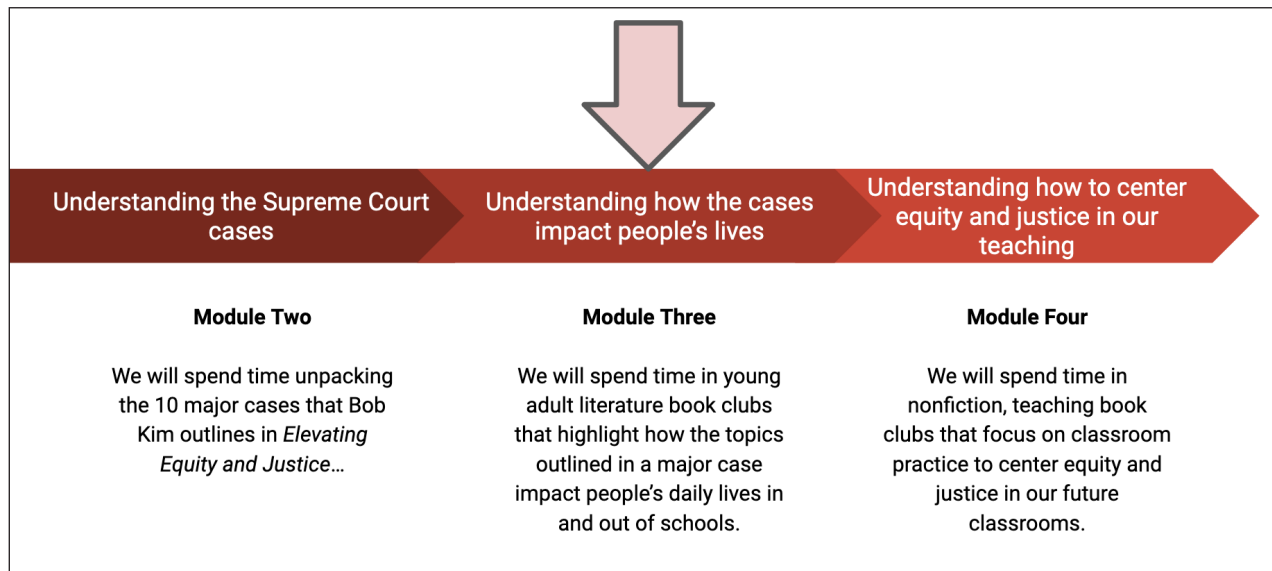 Understanding the Supreme Court
cases
Understanding how the cases
impact people's lives
Understanding how to center
equity and justice in our
teaching
Module Two
We will spend time unpacking
the 10 major cases that Bob
Kim outlines in Elevating
Equity and Justice…
Module Three
We will spend time in young
adult literature book clubs
that highlight how the topics
outlined in a major case
impact people's daily lives in
and out of schools.
Module Four
We will spend time in
nonfiction, teaching book
clubs that focus on classroom
practice to center equity and
justice in our future
classrooms.